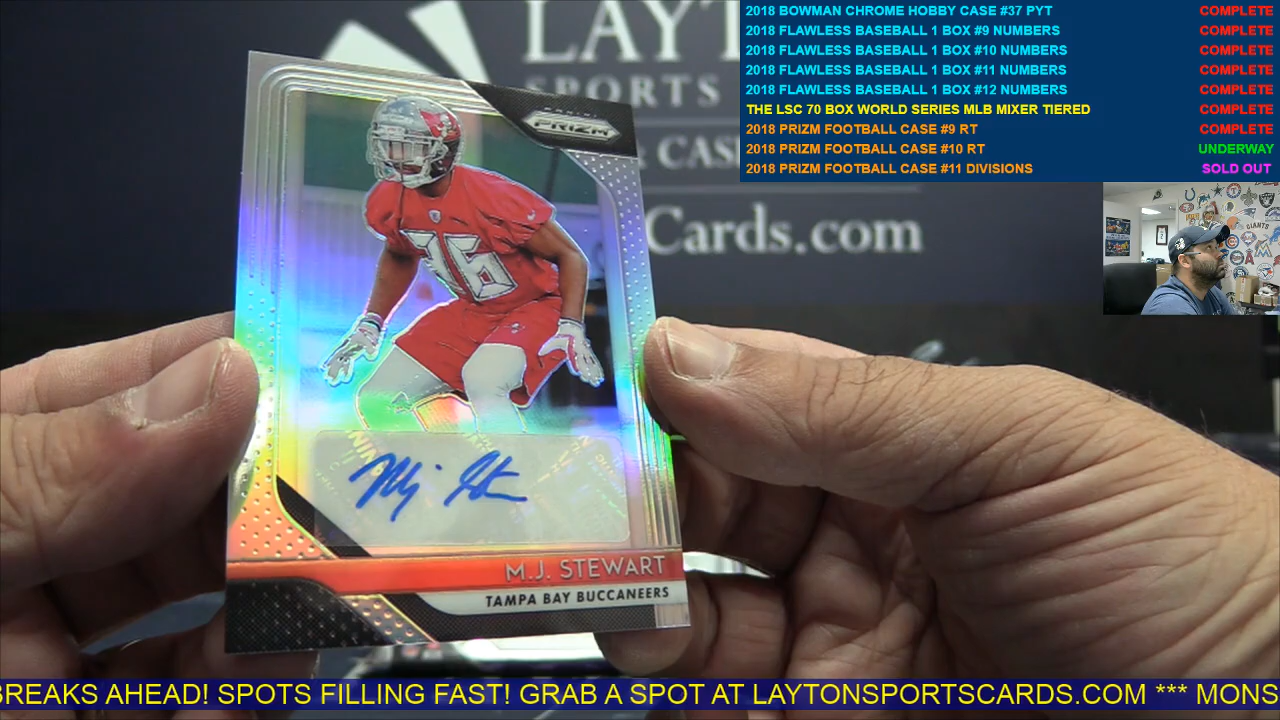 LAYT
SPORTS
& CAS
Cards.com
2018 BOWMAN CHROME HOBBY CASE #37 PYT COMPLETE
2018 FLAWLESS BASEBALL 1 BOX #9 NUMBERS COMPLETE
2018 FLAWLESS BASEBALL 1 BOX #10 NUMBERS COMPLETE
2018 FLAWLESS BASEBALL 1 BOX #11 NUMBERS COMPLETE
2018 FLAWLESS BASEBALL 1 BOX #12 NUMBERS COMPLETE
THE LSC 70 BOX WORLD SERIES MLB MIXER TIERED COMPLETE
2018 PRIZM FOOTBALL CASE #9 RT COMPLETE
2018 PRIZM FOOTBALL CASE #10 RT UNDERWAY
2018 PRIZM FOOTBALL CASE #11 DIVISIONS SOLD OUT
PANINI
PRIZM
36
M.J. STEWART
TAMPA BAY BUCCANEERS
BREAKS AHEAD! SPOTS FILLING FAST! GRAB A SPOT AT LAYTONSPORTSCARDS.COM *** MONS